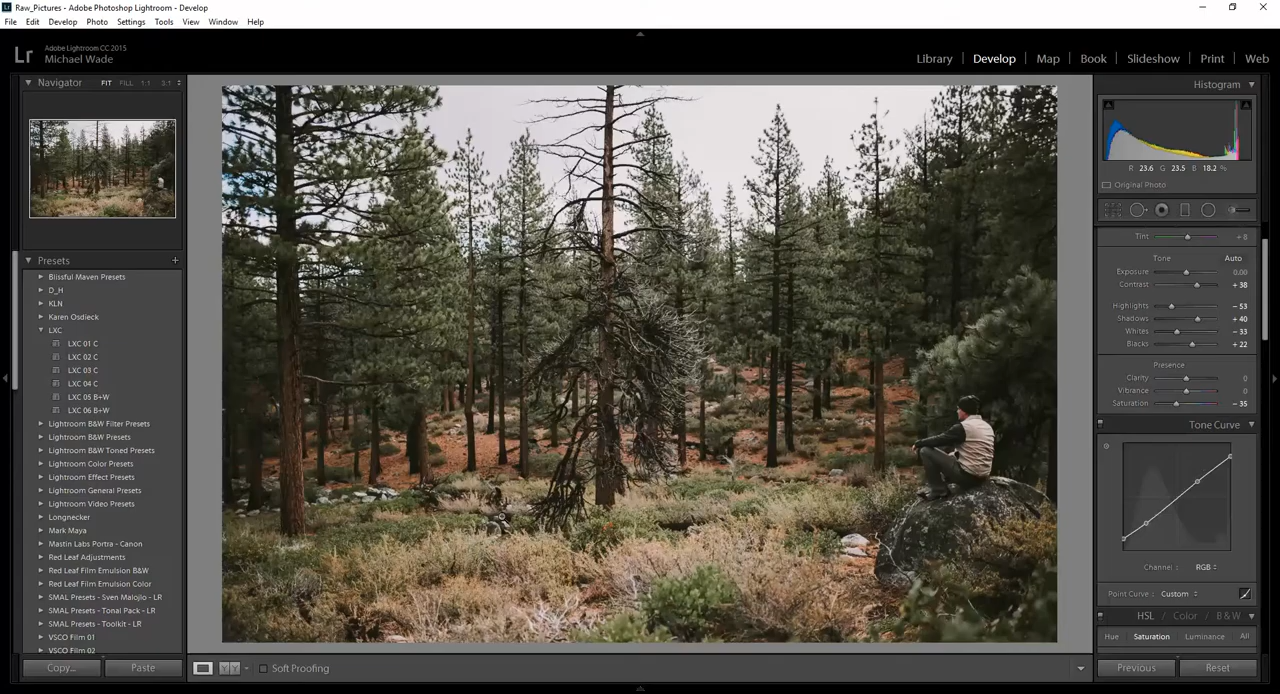 Raw_Pictures - Adobe Photoshop Lightroom - Develop
File Edit Develop Photo Settings Tools View Window Help
Lr
Adobe Lightroom CC 2015
Michael Wade
Library | Develop | Map | Book | Slideshow | Print | Web
Navigator FIT FILL 1:1 3:1
Presets +
Blissful Maven Presets
D_H
KLN
Karen Osdieck
LXC
LXC 01 C
LXC 02 C
LXC 03 C
LXC 04 C
LXC 05 B+W
LXC 06 B+W
Lightroom B&W Filter Presets
Lightroom B&W Presets
Lightroom B&W Toned Presets
Lightroom Color Presets
Lightroom Effect Presets
Lightroom General Presets
Lightroom Video Presets
Longnecker
Mark Maya
Mastin Labs Portra - Canon
Red Leaf Adjustments
Red Leaf Film Emulsion B&W
Red Leaf Film Emulsion Color
SMAL Presets - Sven Malojlo - LR
SMAL Presets - Tonal Pack - LR
SMAL Presets - Toolkit - LR
VSCO Film 01
VSCO Film 02
Copy... Paste
Soft Proofing
Histogram
R 23.6 G 23.5 B 18.2 %
Original Photo
Tint + 8
Tone Auto
Exposure 0.00
Contrast + 38
Highlights - 53
Shadows + 40
Whites - 33
Blacks + 22
Presence
Clarity 0
Vibrance 0
Saturation - 35
Tone Curve
Channel : RGB
Point Curve : Custom
HSL / Color / B & W
Hue Saturation Luminance All
Previous Reset